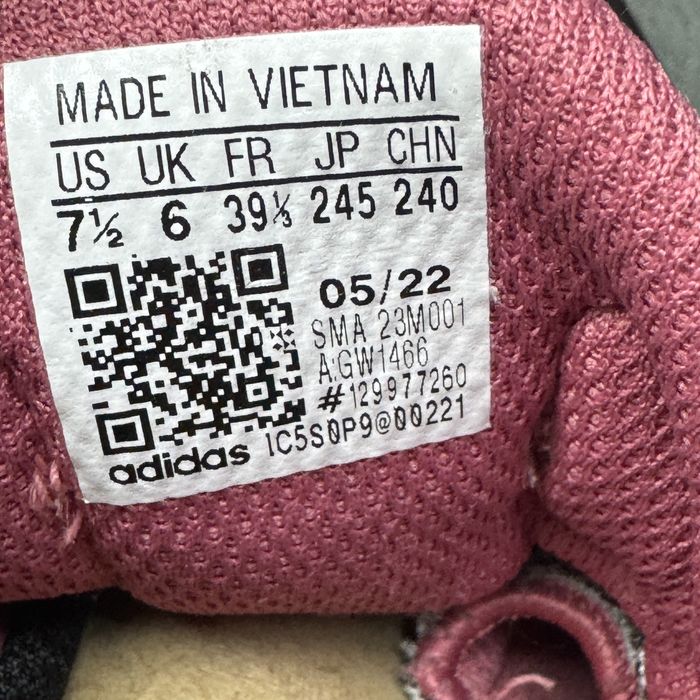 MADE IN VIETNAM
US UK FR JP CHN
7½ 6 39⅓ 245 240
05/22
SMA 23M001
A:GW1466
#129977260
adidas 1C5S0P9@00221